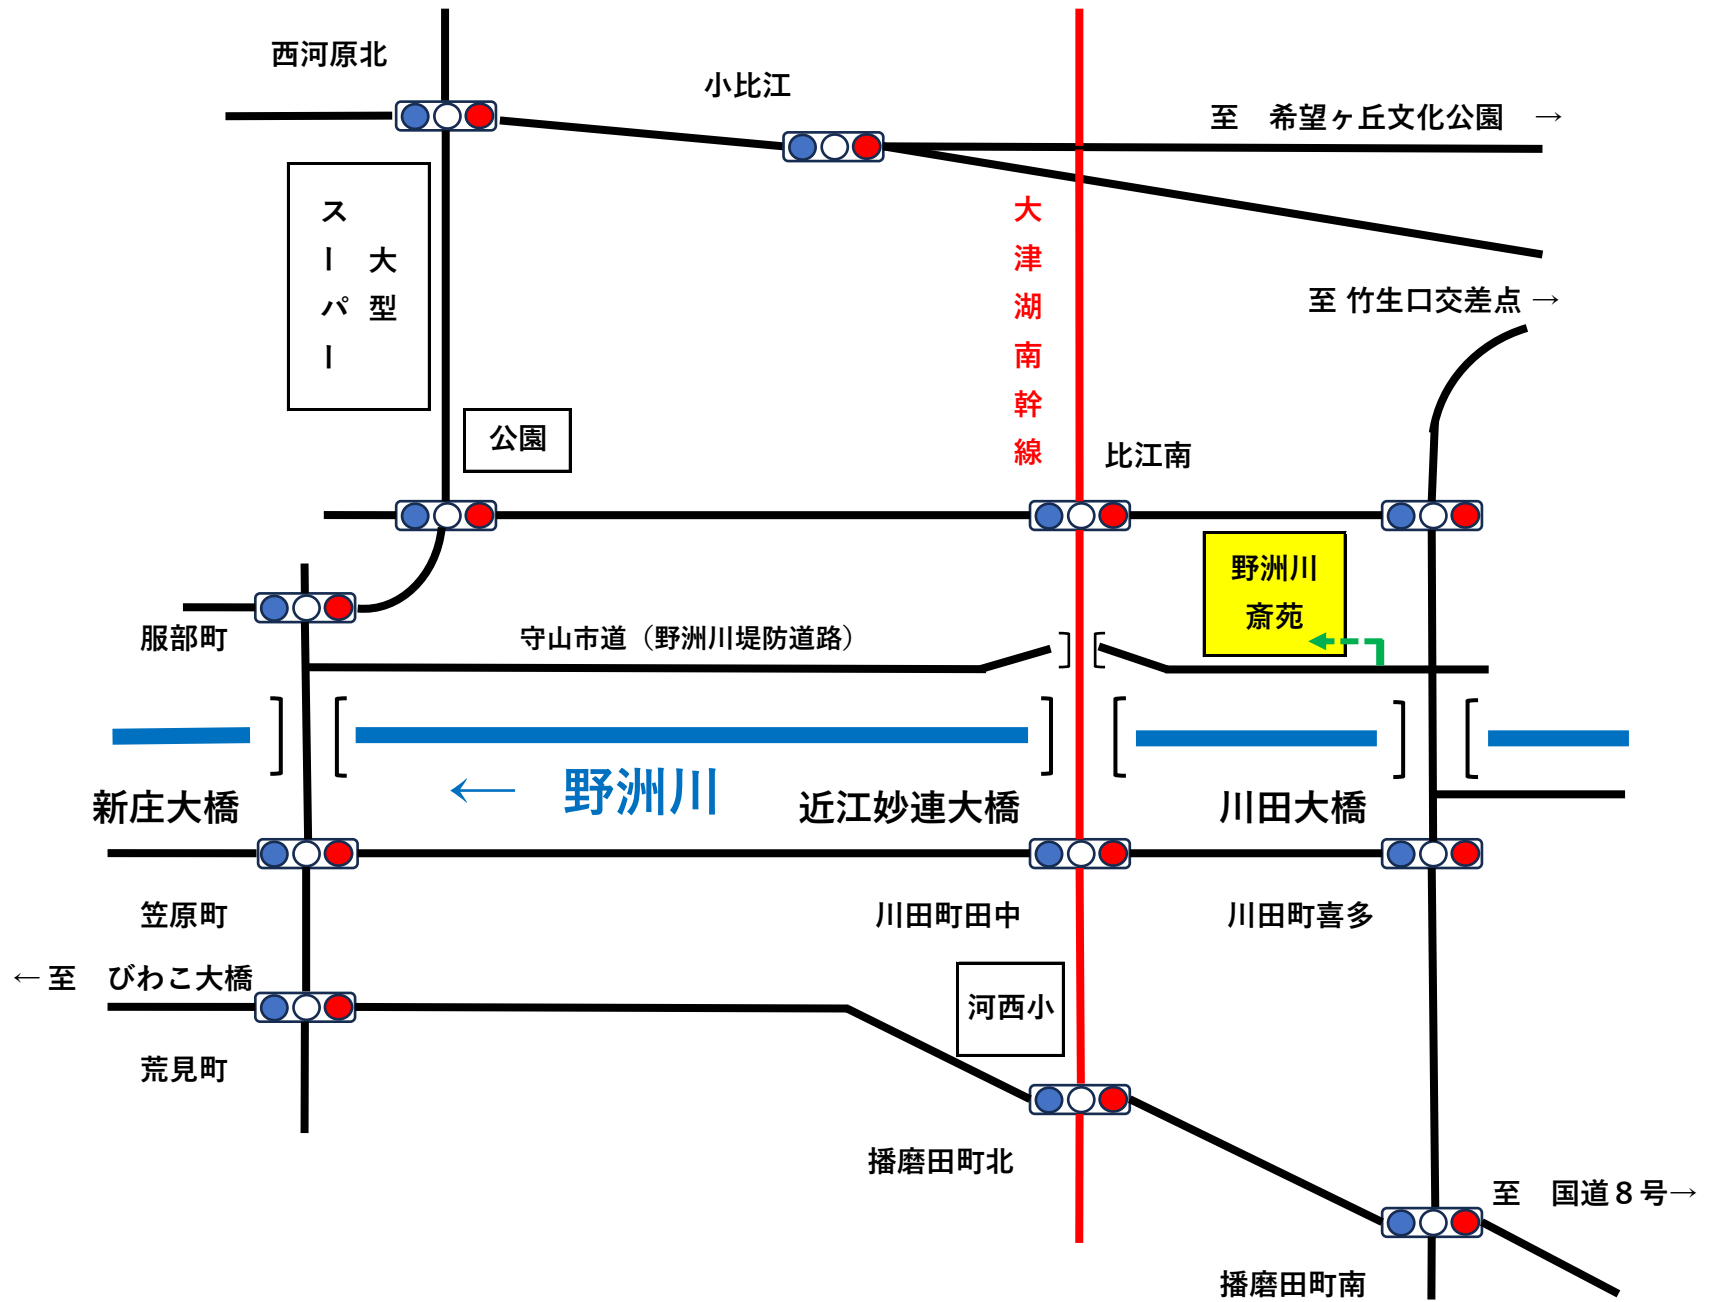 西河原北
小比江
至　希望ヶ丘文化公園　→
大型
スーパー
大津湖南幹線
至 竹生口交差点 →
公園
比江南
野洲川
斎苑
服部町
守山市道（野洲川堤防道路）
← 野洲川
新庄大橋
近江妙連大橋
川田大橋
笠原町
川田町田中
川田町喜多
←至　びわこ大橋
河西小
荒見町
播磨田町北
至　国道８号→
播磨田町南